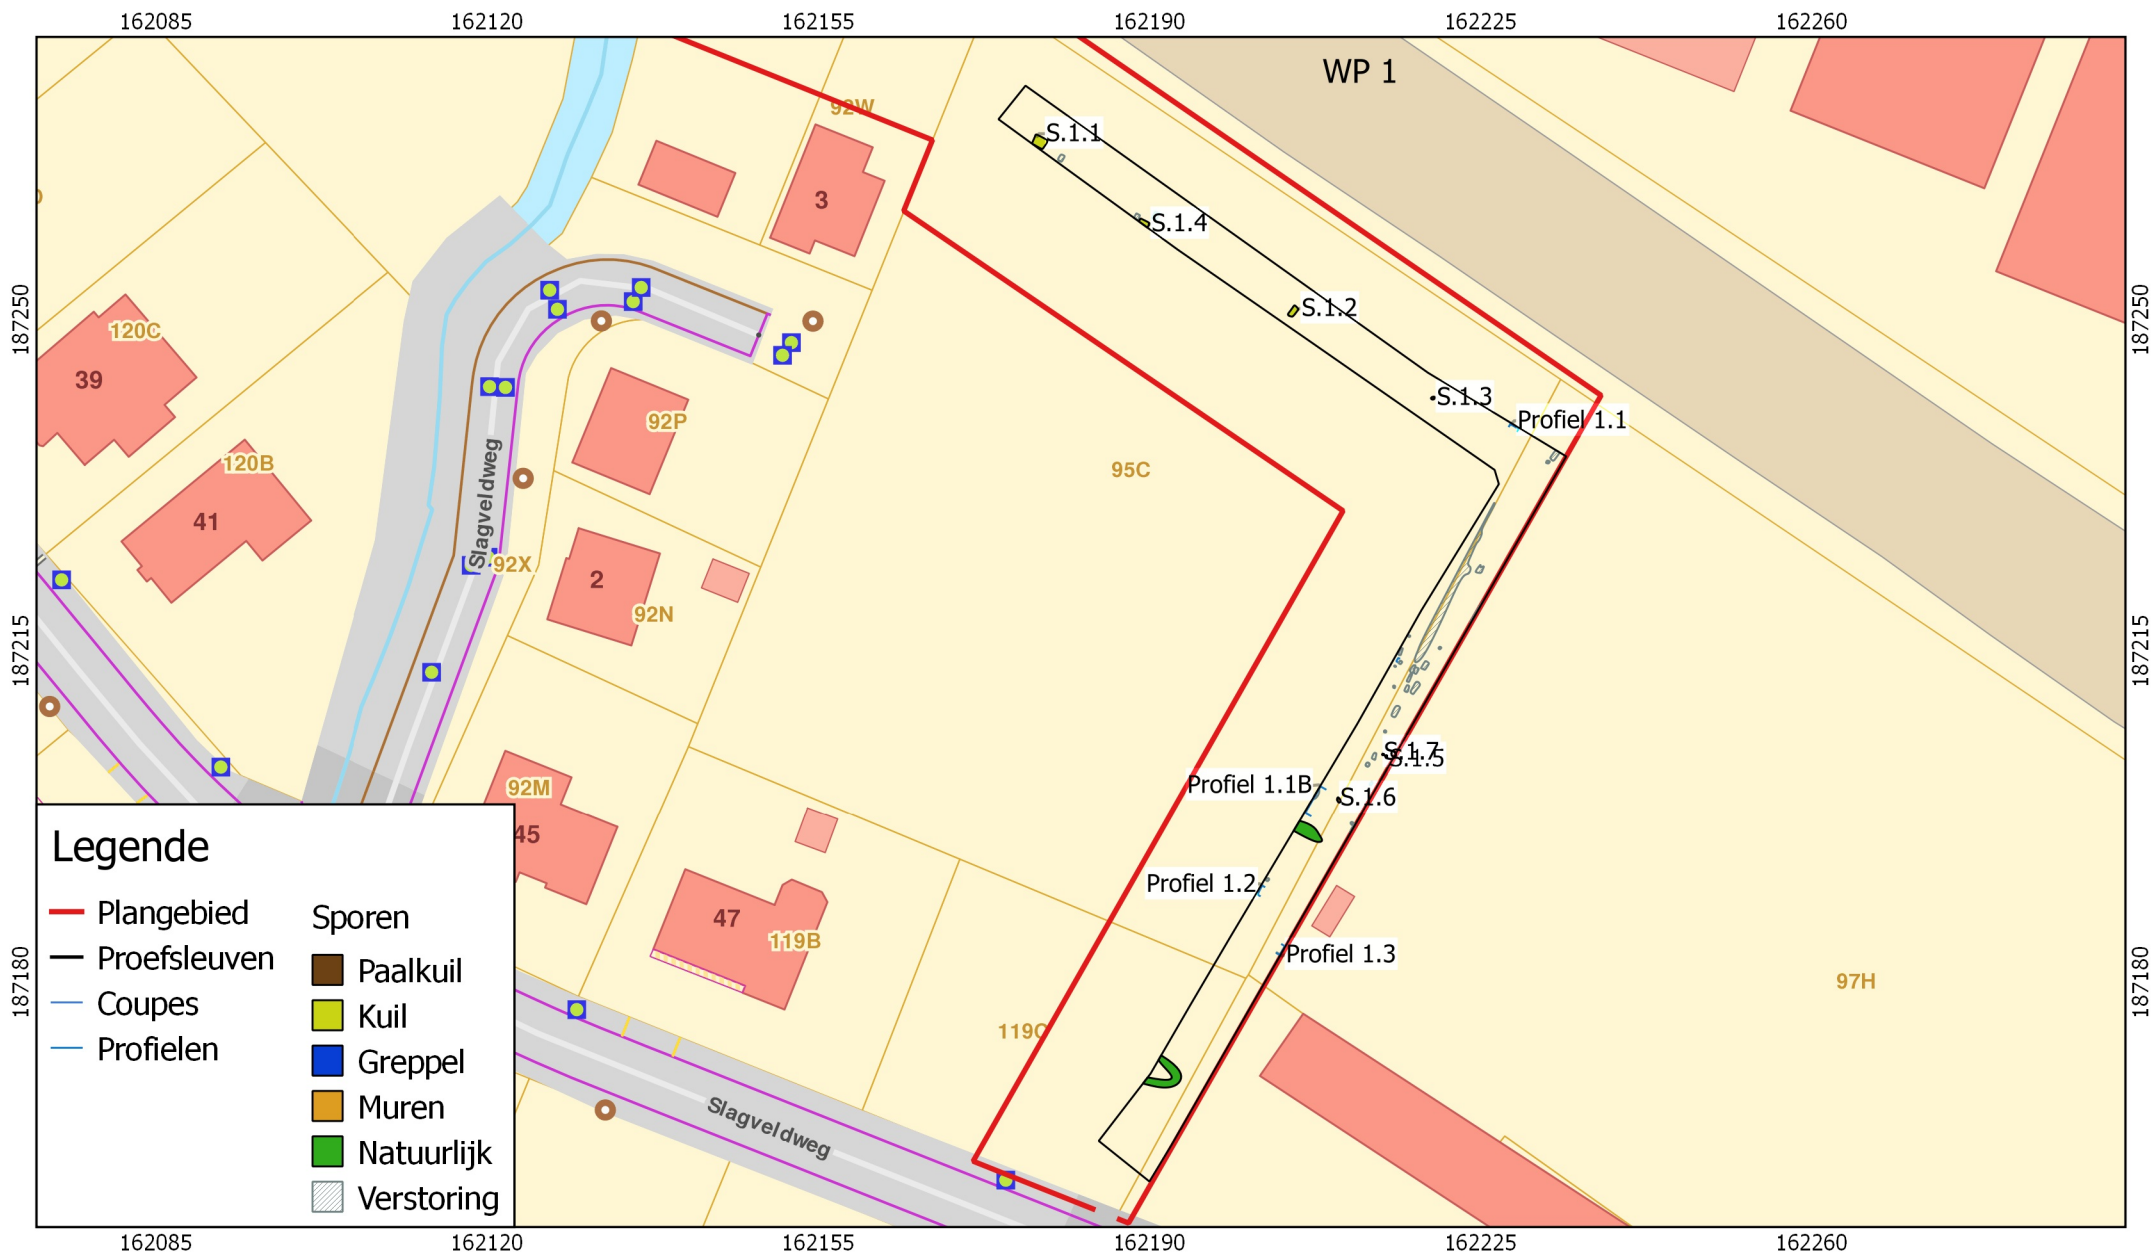 162085 162120 162155 162190 162225 162260
WP 1
92W
S.1.1
3
S.1.4
187250
187250
S.1.2
120C
39
S.1.3
Profiel 1.1
92P
120B
95C
41
Slagveldweg
92X
2
92N
187215
187215
S.1.7
S.1.5
Profiel 1.1B
92M
S.1.6
45
Profiel 1.2
47
119B
Profiel 1.3
187180
187180
97H
119C
Slagveldweg
Legende
Plangebied
Proefsleuven
Coupes
Profielen
Sporen
Paalkuil
Kuil
Greppel
Muren
Natuurlijk
Verstoring
162085 162120 162155 162190 162225 162260